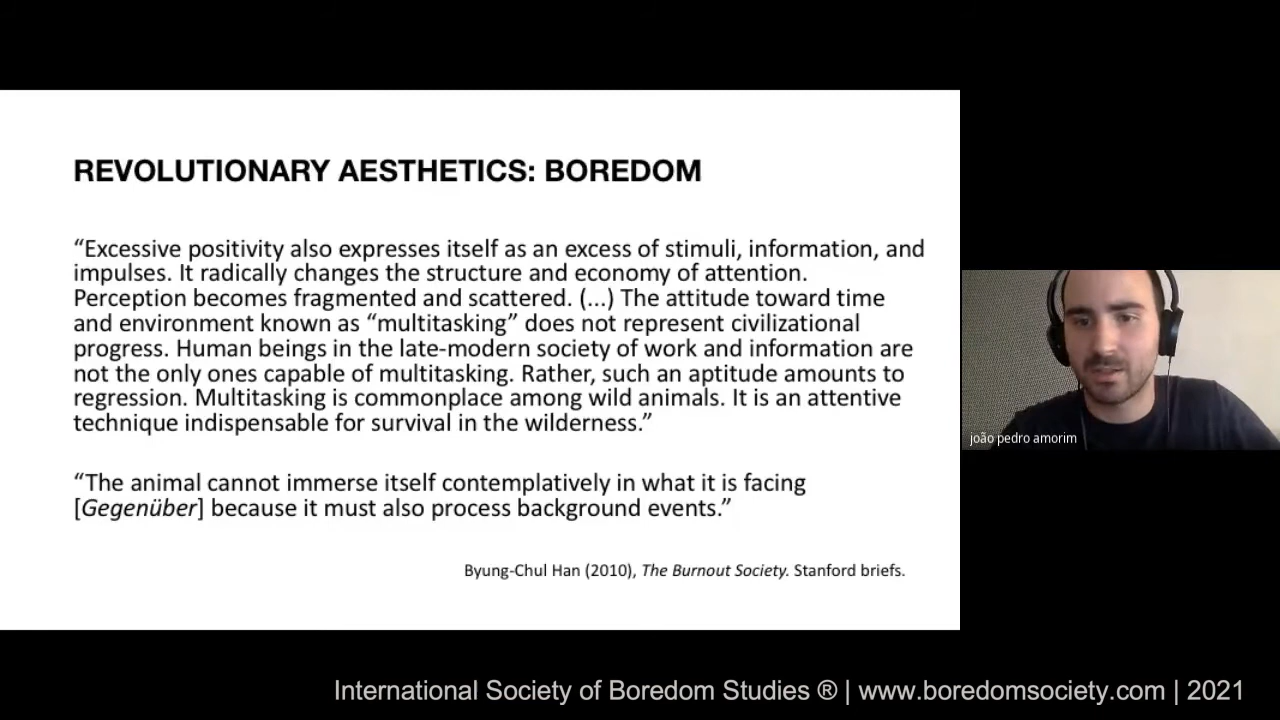 REVOLUTIONARY AESTHETICS: BOREDOM
“Excessive positivity also expresses itself as an excess of stimuli, information, and
impulses. It radically changes the structure and economy of attention.
Perception becomes fragmented and scattered. (...) The attitude toward time
and environment known as “multitasking” does not represent civilizational
progress. Human beings in the late-modern society of work and information are
not the only ones capable of multitasking. Rather, such an aptitude amounts to
regression. Multitasking is commonplace among wild animals. It is an attentive
technique indispensable for survival in the wilderness.”
“The animal cannot immerse itself contemplatively in what it is facing
[Gegenüber] because it must also process background events.”
Byung-Chul Han (2010), The Burnout Society. Stanford briefs.
joão pedro amorim
International Society of Boredom Studies ® | www.boredomsociety.com | 2021